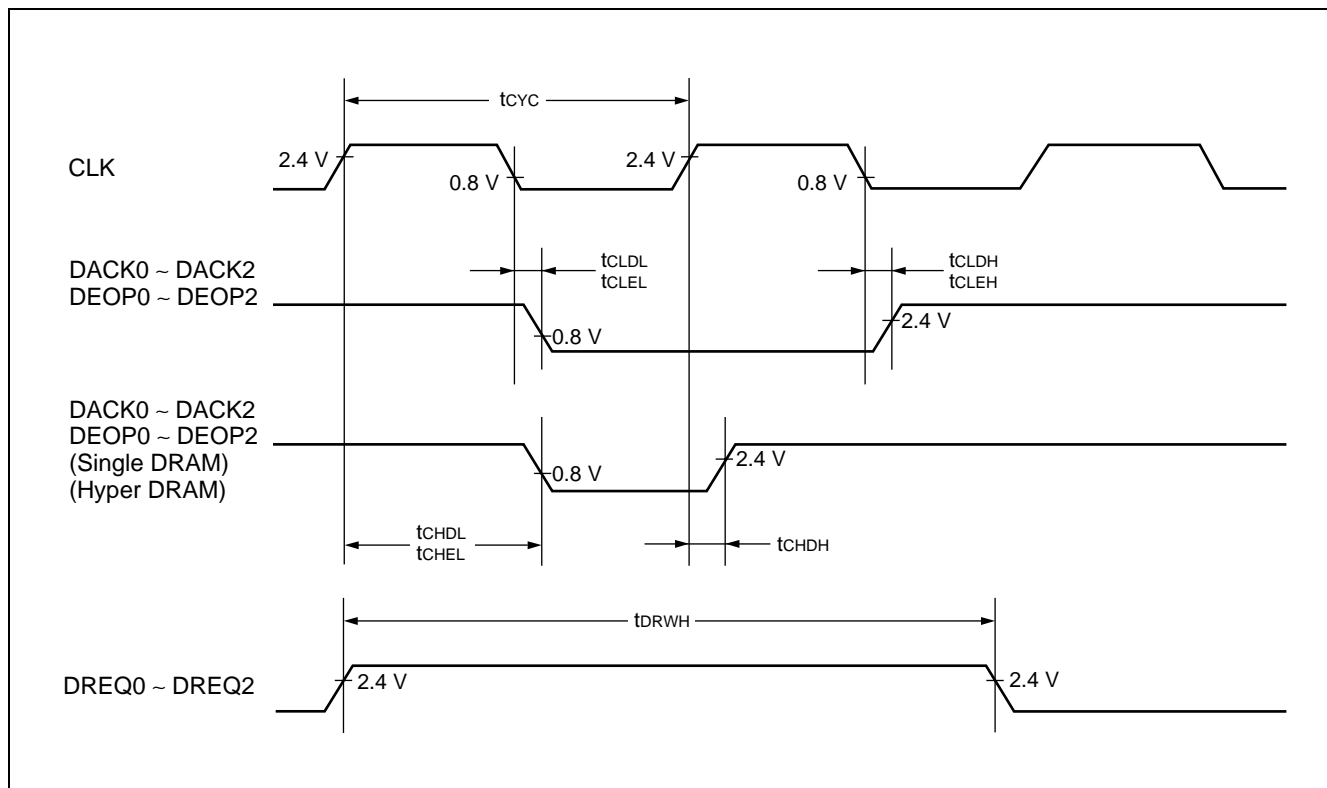 tCYC
CLK
2.4 V
0.8 V
2.4 V
0.8 V
DACK0 ~ DACK2
DEOP0 ~ DEOP2
tCLDL
tCLEL
tCLDH
tCLEH
0.8 V
2.4 V
DACK0 ~ DACK2
DEOP0 ~ DEOP2
(Single DRAM)
(Hyper DRAM)
0.8 V
2.4 V
tCHDL
tCHEL
tCHDH
tDRWH
DREQ0 ~ DREQ2
2.4 V
2.4 V